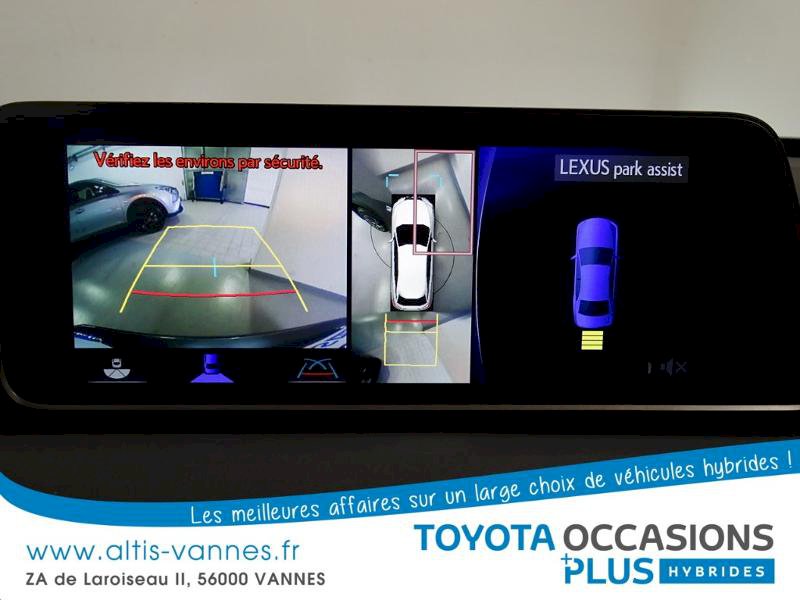 Vérifiez les environs par sécurité.
LEXUS park assist
Les meilleures affaires sur un large choix de véhicules hybrides !
www.altis-vannes.fr
ZA de Laroiseau II, 56000 VANNES
TOYOTA OCCASIONS
+PLUS HYBRIDES